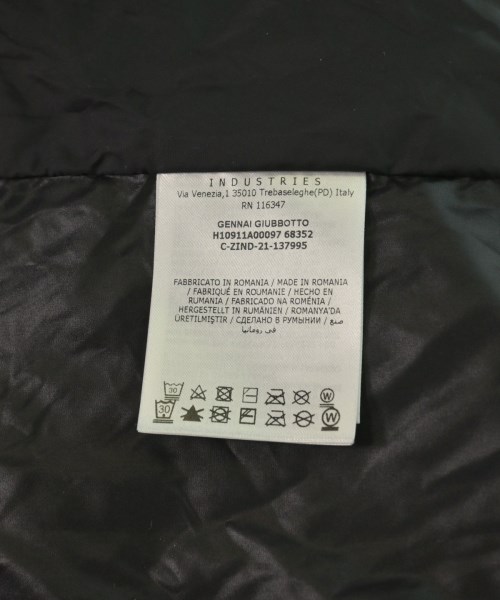 INDUSTRIES
Via Venezia,1 35010 Trebaseleghe(PD) Italy
RN 116347
GENNAI GIUBBOTTO
H10911A00097 68352
C-ZIND-21-137995
FABBRICATO IN ROMANIA / MADE IN ROMANIA
/ FABRIQUÉ EN ROUMANIE / HECHO EN
RUMANIA / FABRICADO NA ROMÉNIA /
HERGESTELLT IN RUMÄNIEN / ROMANYA'DA
ÜRETILMIŞTIR / СДЕЛАНО В РУМЫНИИ / صنع
في رومانيا
30 W
30 W